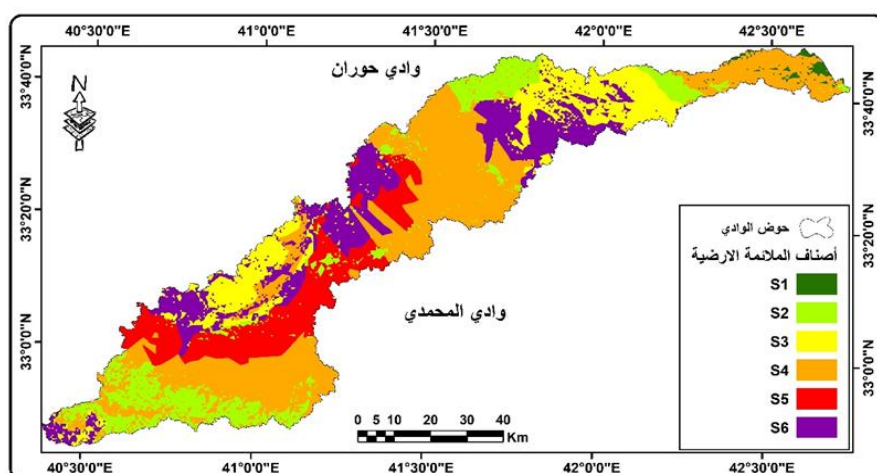 40°30'0"E 41°0'0"E 41°30'0"E 42°0'0"E 42°30'0"E
33°40'0"N
33°20'0"N
33°0'0"N
وادي حوران
N
وادي المحمدي
حوض الوادي
أصناف الملائمة الارضية
S1
S2
S3
S4
S5
S6
0 5 10 20 30 40
Km
33°40'0"N
33°20'0"N
33°0'0"N
40°30'0"E 41°0'0"E 41°30'0"E 42°0'0"E 42°30'0"E